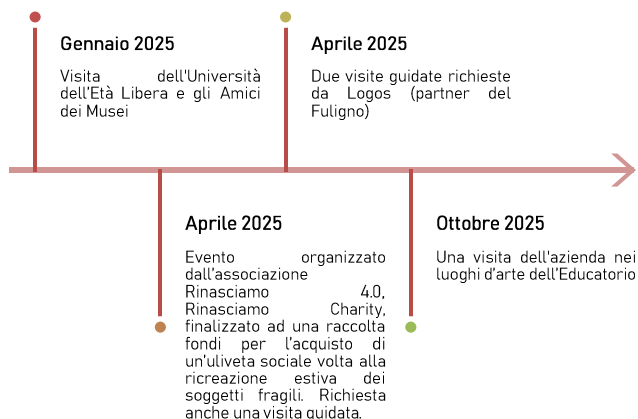 Gennaio 2025
Visita dell'Università
dell'Età Libera e gli Amici
dei Musei
Aprile 2025
Due visite guidate richieste
da Logos (partner del
Fuligno)
Aprile 2025
Evento organizzato
dall'associazione
Rinasciamo 4.0,
Rinasciamo Charity,
finalizzato ad una raccolta
fondi per l'acquisto di
un'uliveta sociale volta alla
ricreazione estiva dei
soggetti fragili. Richiesta
anche una visita guidata.
Ottobre 2025
Una visita dell'azienda nei
luoghi d'arte dell'Educatorio